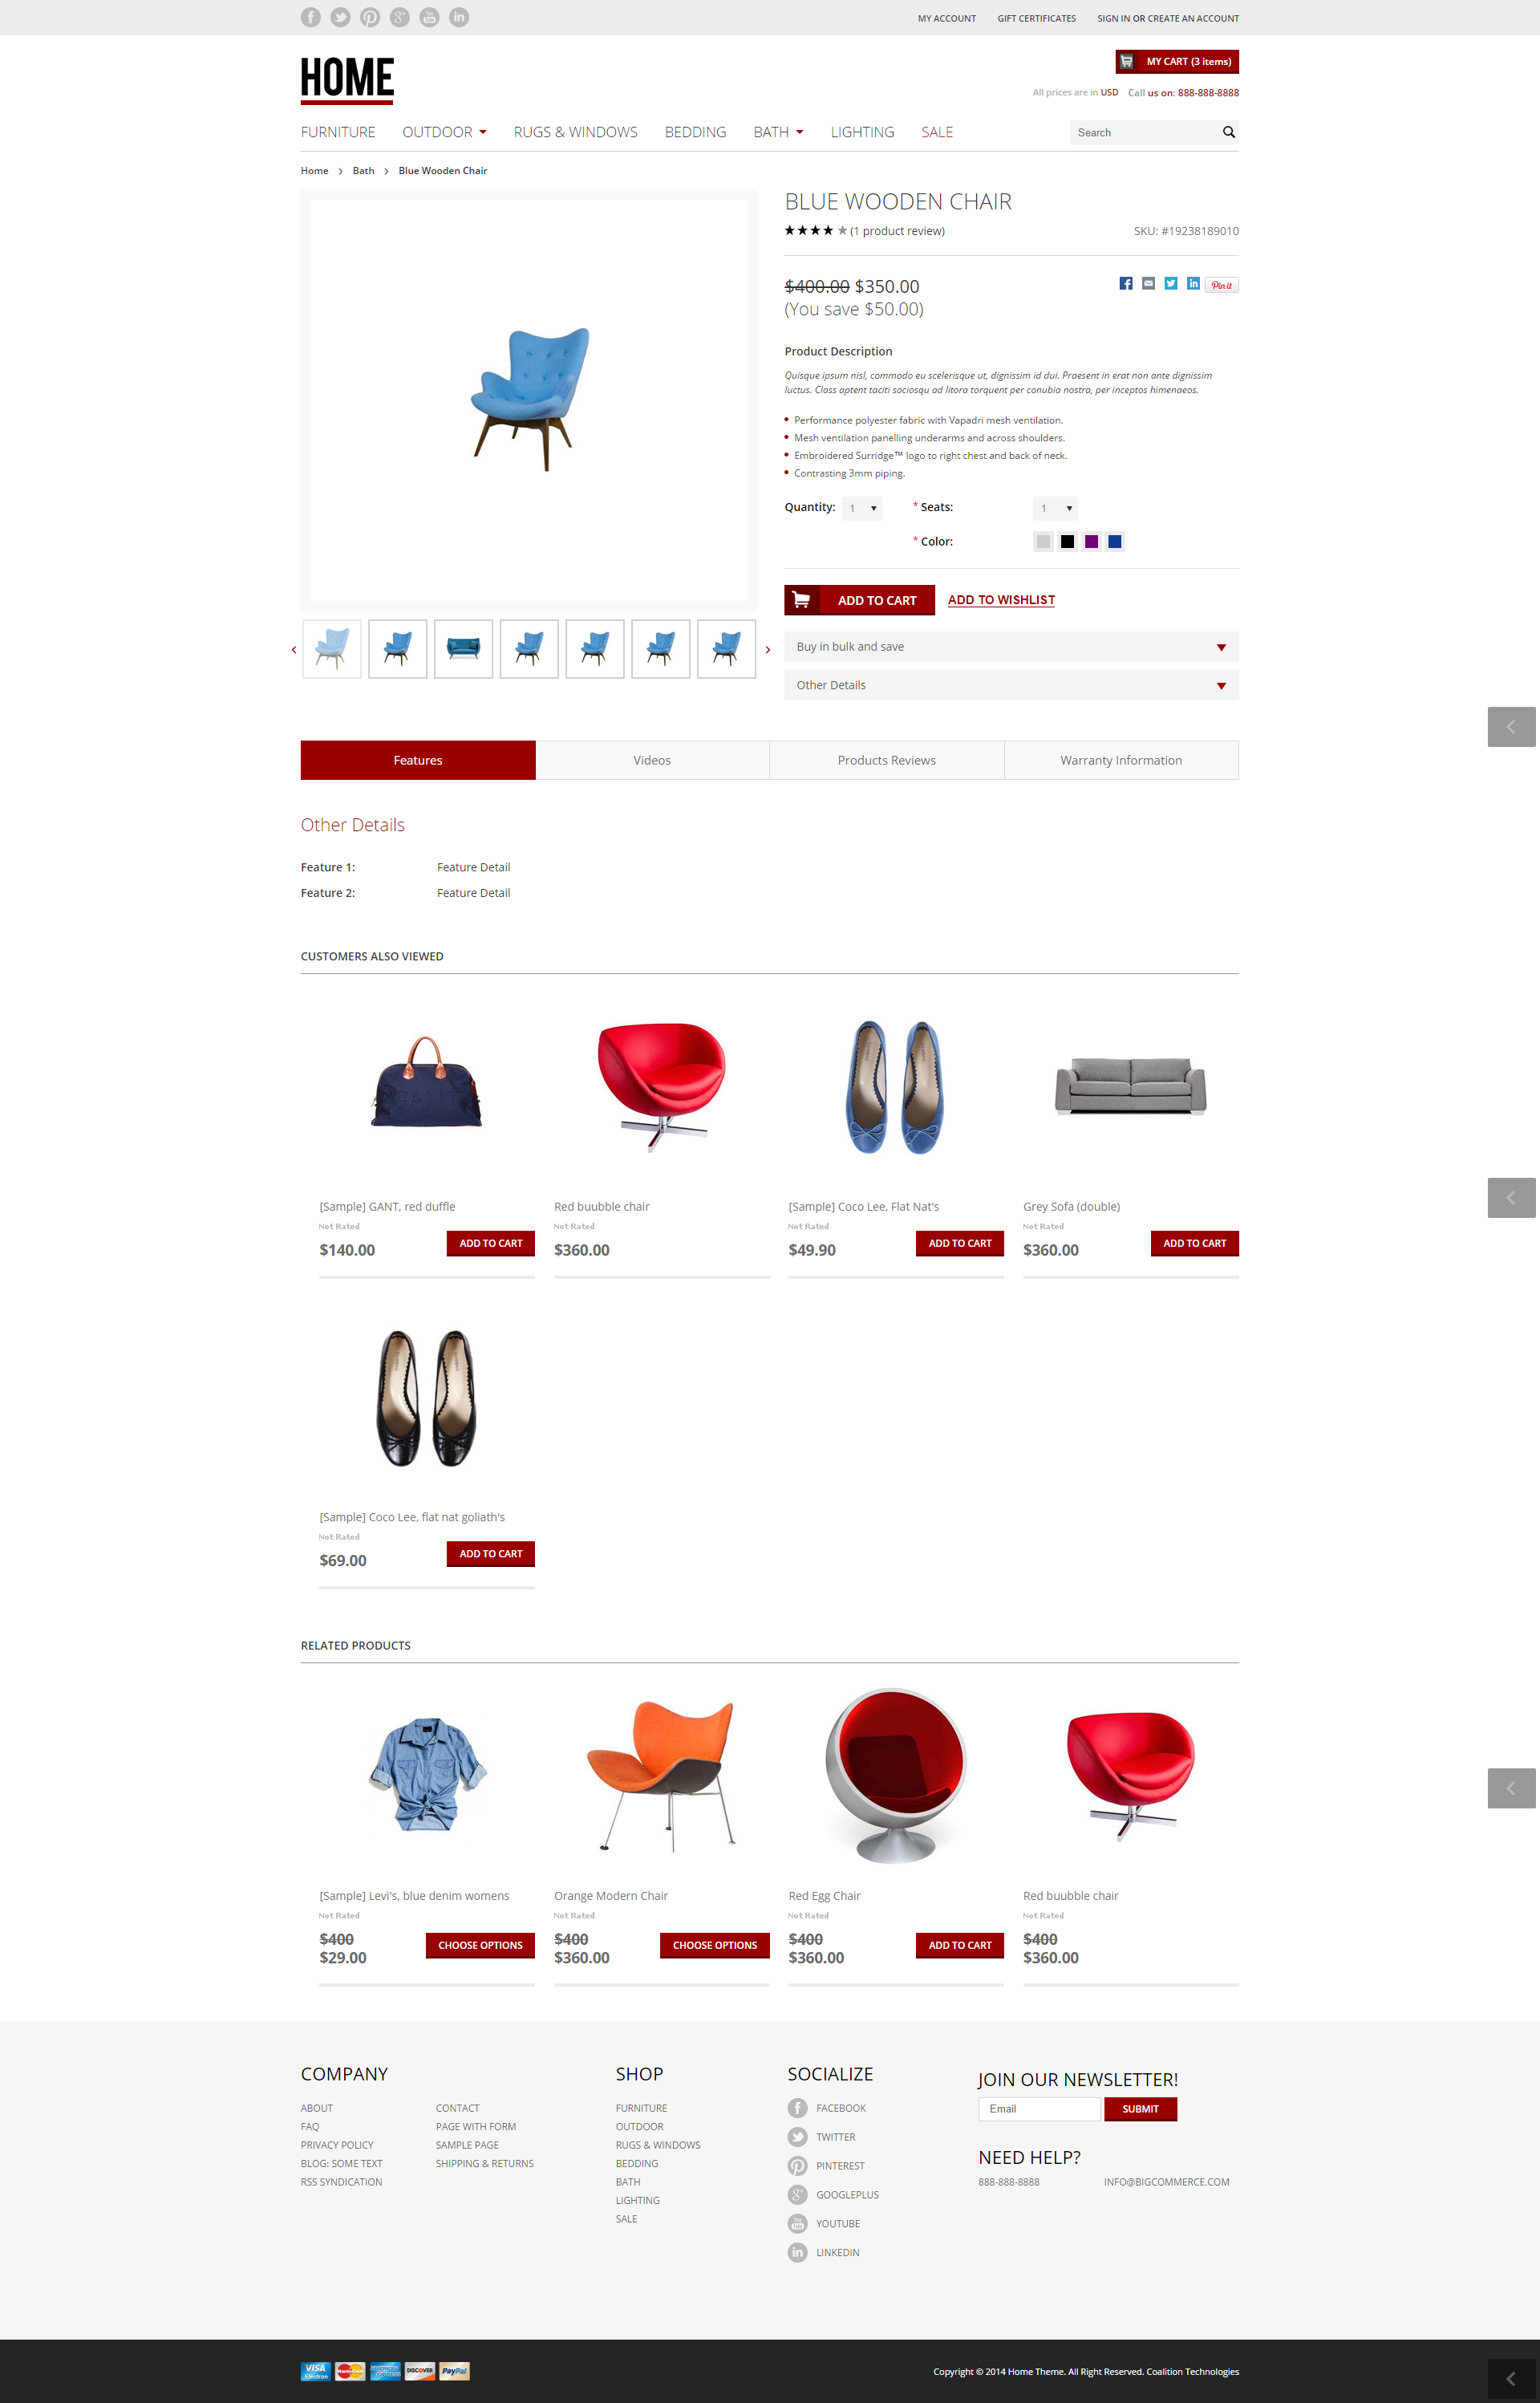 MY ACCOUNT GIFT CERTIFICATES SIGN IN OR CREATE AN ACCOUNT
HOME
MY CART (3 items)
All prices are in USD Call us on: 888-888-8888
FURNITURE OUTDOOR RUGS & WINDOWS BEDDING BATH LIGHTING SALE Search
Home > Bath > Blue Wooden Chair
BLUE WOODEN CHAIR
(1 product review) SKU: #19238189010
$400.00 $350.00
Pin it
(You save $50.00)
Product Description
Quisque ipsum nisl, commodo eu scelerisque ut, dignissim id dui. Praesent in erat non ante dignissim
luctus. Class aptent taciti sociosqu ad litora torquent per conubia nostra, per inceptos himenaeos.
Performance polyester fabric with Vapadri mesh ventilation.
Mesh ventilation panelling underarms and across shoulders.
Embroidered Surridge™ logo to right chest and back of neck.
Contrasting 3mm piping.
Quantity: 1 * Seats: 1
* Color:
ADD TO CART ADD TO WISHLIST
Buy in bulk and save
Other Details
Features Videos Products Reviews Warranty Information
Other Details
Feature 1: Feature Detail
Feature 2: Feature Detail
CUSTOMERS ALSO VIEWED
GANT
[Sample] GANT, red duffle Red buubble chair [Sample] Coco Lee, Flat Nat's Grey Sofa (double)
Not Rated Not Rated Not Rated Not Rated
$140.00 ADD TO CART $360.00 $49.90 ADD TO CART $360.00 ADD TO CART
[Sample] Coco Lee, flat nat goliath's
Not Rated
$69.00 ADD TO CART
RELATED PRODUCTS
[Sample] Levi's, blue denim womens Orange Modern Chair Red Egg Chair Red buubble chair
Not Rated Not Rated Not Rated Not Rated
$400 $400 $400 $400
CHOOSE OPTIONS CHOOSE OPTIONS ADD TO CART
$29.00 $360.00 $360.00 $360.00
COMPANY
ABOUT CONTACT
FAQ PAGE WITH FORM
PRIVACY POLICY SAMPLE PAGE
BLOG: SOME TEXT SHIPPING & RETURNS
RSS SYNDICATION
SHOP
FURNITURE
OUTDOOR
RUGS & WINDOWS
BEDDING
BATH
LIGHTING
SALE
SOCIALIZE
FACEBOOK
TWITTER
PINTEREST
GOOGLEPLUS
YOUTUBE
LINKEDIN
JOIN OUR NEWSLETTER!
Email SUBMIT
NEED HELP?
888-888-8888 INFO@BIGCOMMERCE.COM
VISA Electron MasterCard AMERICAN EXPRESS DISCOVER PayPal
Copyright © 2014 Home Theme. All Right Reserved. Coalition Technologies